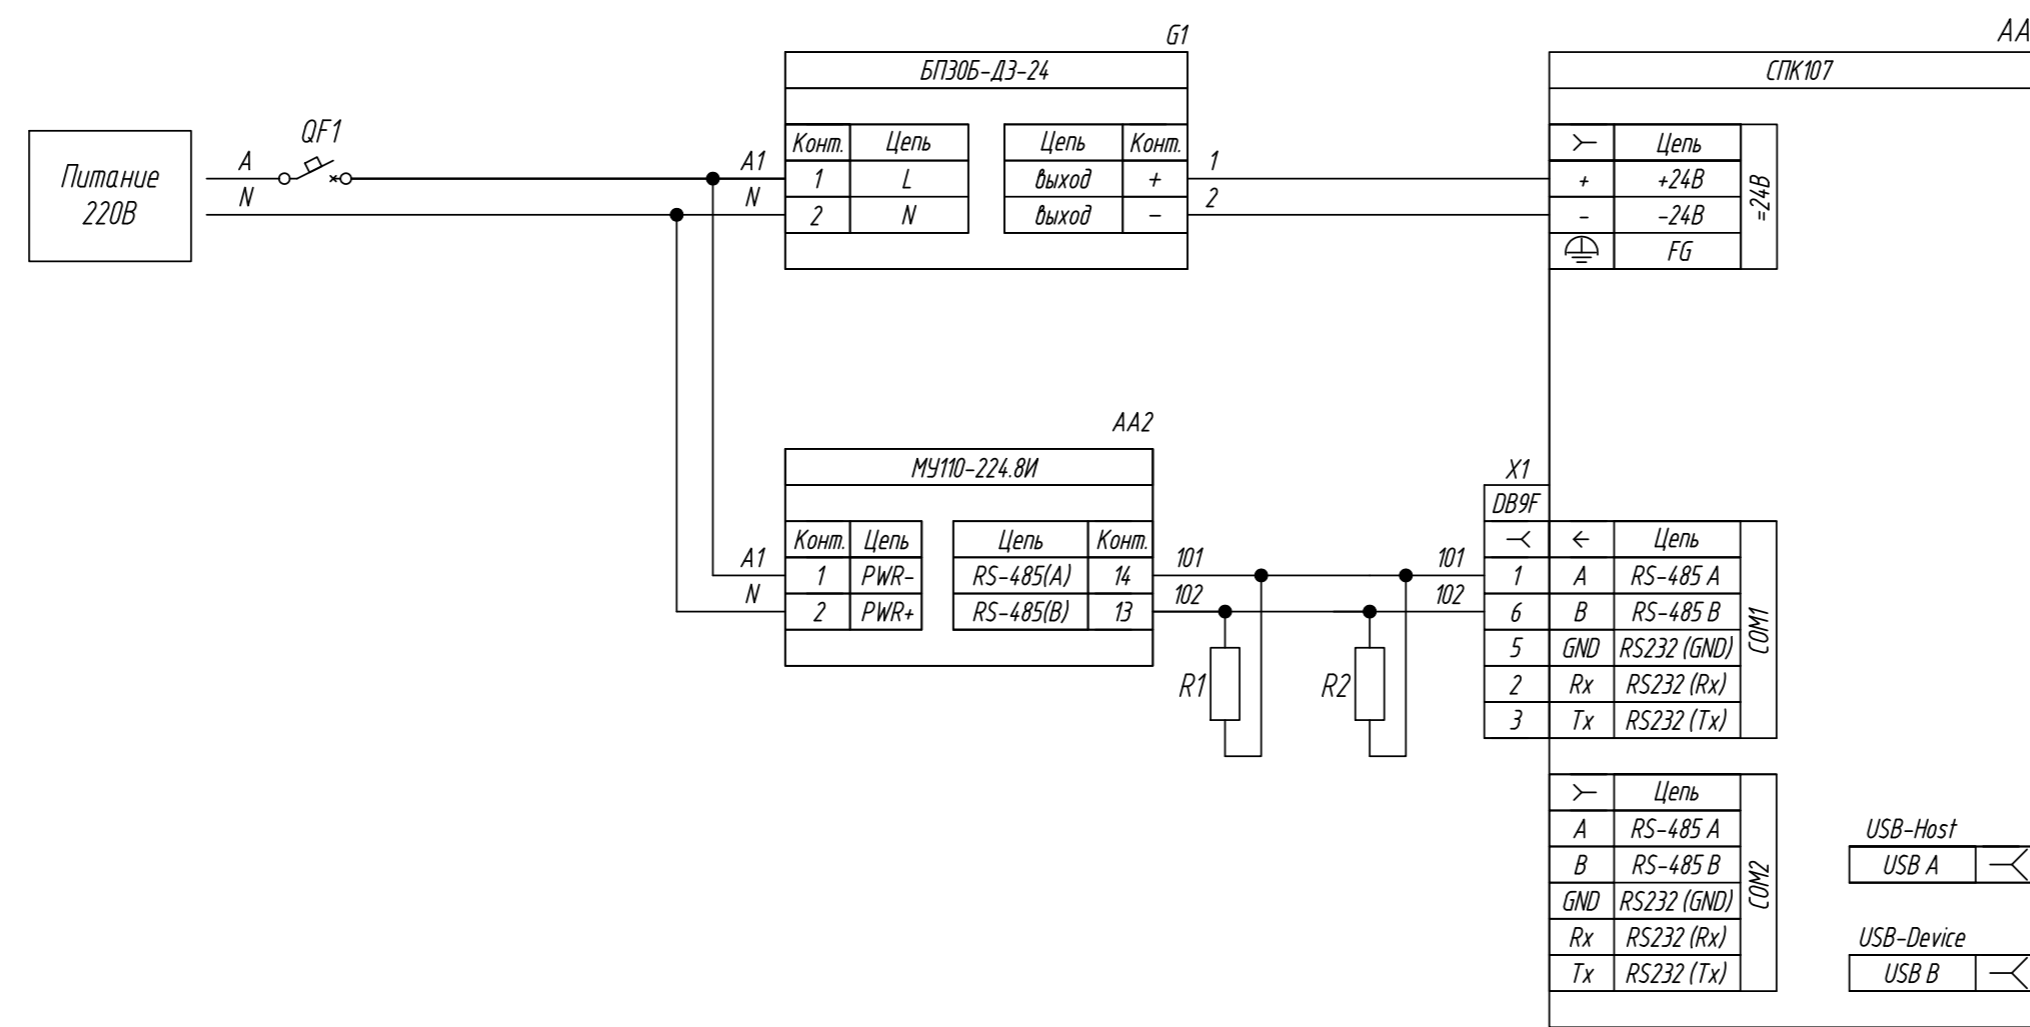 G1
АА
БП30Б-Д3-24
СПК107
Питание
220В
QF1
A
N
A1
N
Конт. Цепь
1 L
2 N
Цепь Конт.
выход +
выход -
1
2
Цепь
+ +24В
- -24В
FG
=24В
АА2
МУ110-224.8И
A1
N
Конт. Цепь
1 PWR-
2 PWR+
Цепь Конт.
RS-485(A) 14
RS-485(B) 13
101
102
101
102
R1
R2
X1
DB9F
Цепь
1 A RS-485 A
6 B RS-485 B
5 GND RS232 (GND)
2 Rx RS232 (Rx)
3 Tx RS232 (Tx)
COM1
Цепь
A RS-485 A
B RS-485 B
GND RS232 (GND)
Rx RS232 (Rx)
Tx RS232 (Tx)
COM2
USB-Host
USB A
USB-Device
USB B